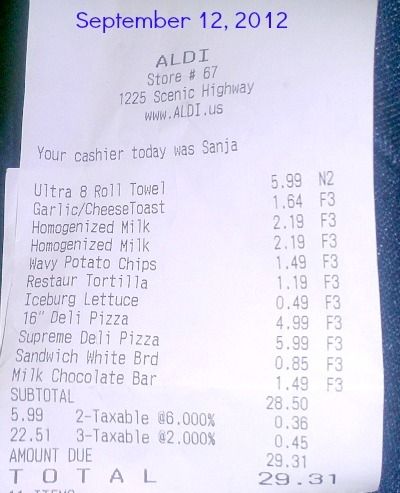 September 12, 2012
ALDI
Store # 67
1225 Scenic Highway
www.ALDI.us
Your cashier today was Sanja
Ultra 8 Roll Towel 5.99 N2
Garlic/CheeseToast 1.64 F3
Homogenized Milk 2.19 F3
Homogenized Milk 2.19 F3
Wavy Potato Chips 1.49 F3
Restaur Tortilla 1.19 F3
Iceburg Lettuce 0.49 F3
16" Deli Pizza 4.99 F3
Supreme Deli Pizza 5.99 F3
Sandwich White Brd 0.85 F3
Milk Chocolate Bar 1.49 F3
SUBTOTAL 28.50
5.99 2-Taxable @6.000% 0.36
22.51 3-Taxable @2.000% 0.45
AMOUNT DUE 29.31
TOTAL 29.31
11 ITEMS